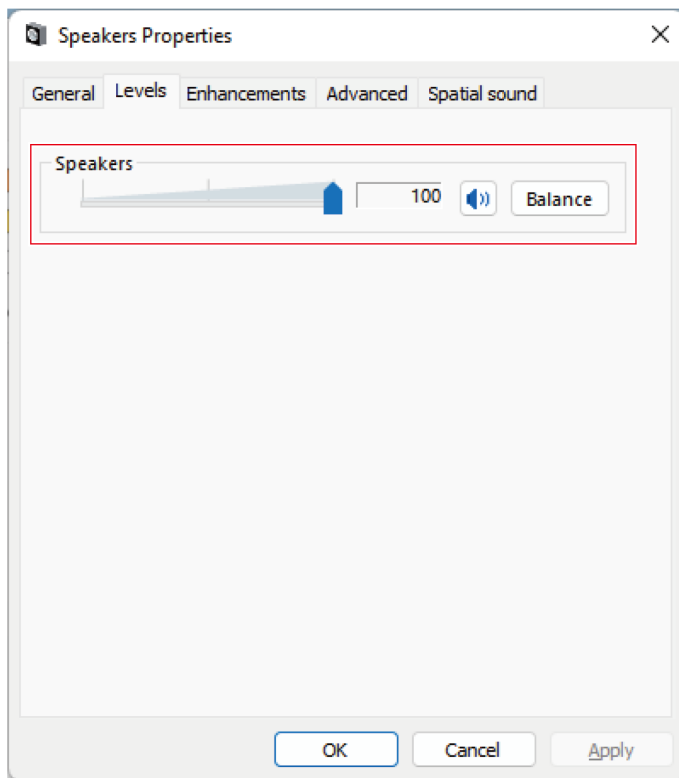 Speakers Properties
General Levels Enhancements Advanced Spatial sound
Speakers
100 Balance
OK Cancel Apply